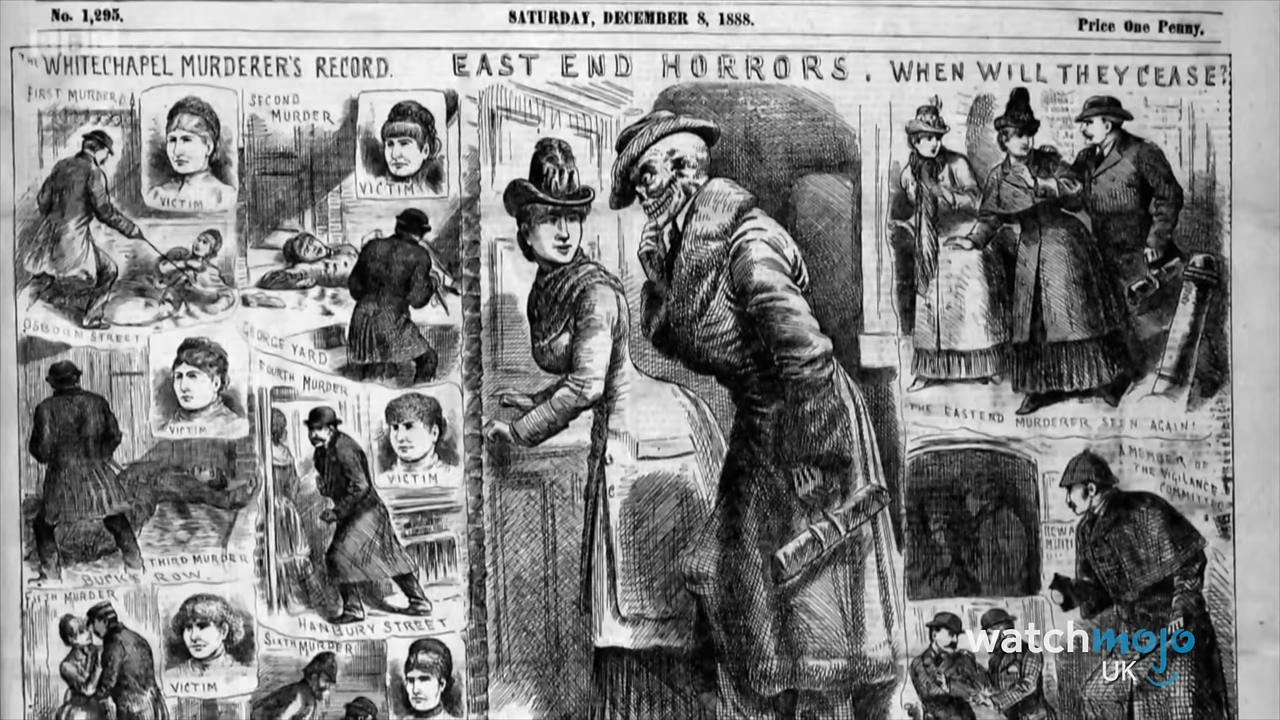 No. 1,295.
SATURDAY, DECEMBER 8, 1888.
Price One Penny.
THE WHITECHAPEL MURDERER'S RECORD.
EAST END HORRORS. WHEN WILL THEY CEASE?
FIRST MURDER
VICTIM
OSBORN STREET
SECOND
MURDER
VICTIM
GEORGE YARD
VICTIM
THIRD MURDER
BUCK'S ROW.
FOURTH MURDER
VICTIM
HANBURY STREET
FIFTH MURDER
VICTIM
SIXTH MURDER
THE EASTEND MURDERER SEEN AGAIN!
A MEMBER OF
THE VIGILANCE
COMMITTEE
watchmojo
UK